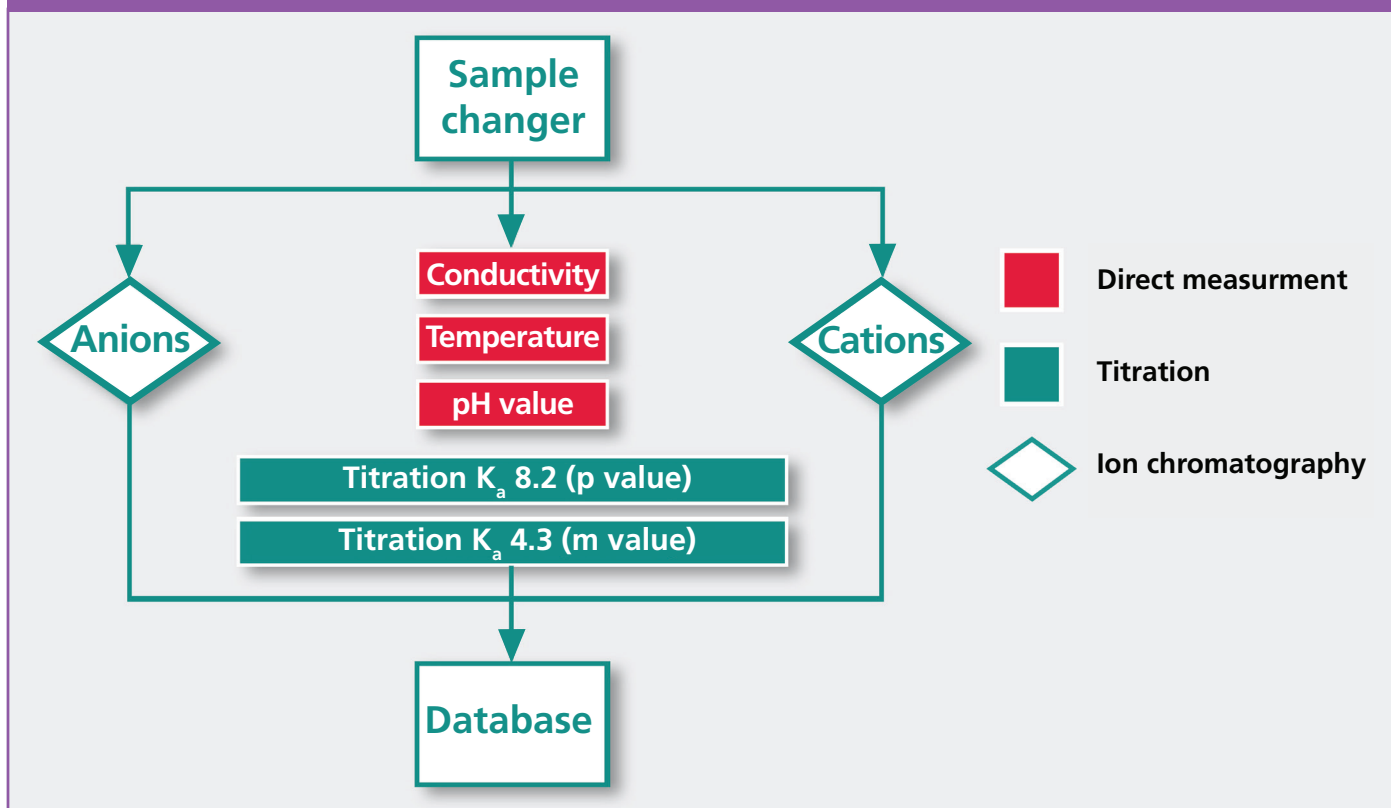 Sample
changer
Conductivity
Temperature
pH value
Anions
Cations
Titration Ka 8.2 (p value)
Titration Ka 4.3 (m value)
Database
Direct measurment
Titration
Ion chromatography